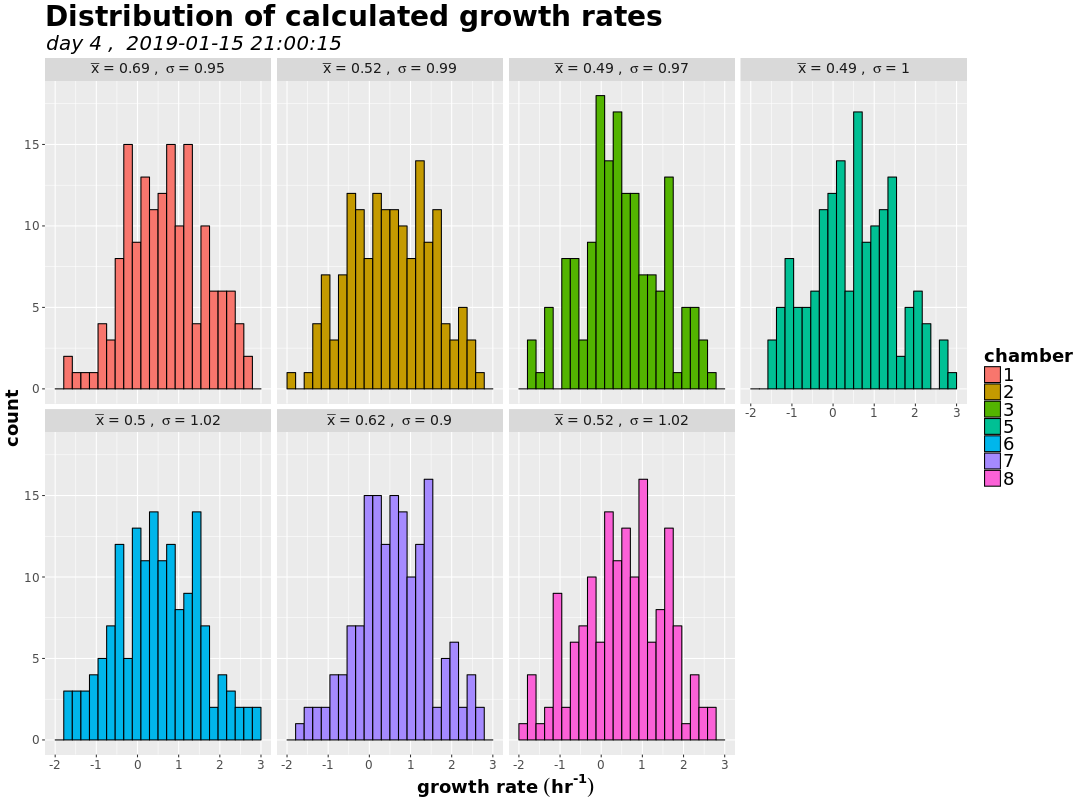 Distribution of calculated growth rates
day 4 , 2019-01-15 21:00:15
x̅ = 0.69 , σ = 0.95
x̅ = 0.52 , σ = 0.99
x̅ = 0.49 , σ = 0.97
x̅ = 0.49 , σ = 1
15
10
5
0
-2 -1 0 1 2 3
x̅ = 0.5 , σ = 1.02
x̅ = 0.62 , σ = 0.9
x̅ = 0.52 , σ = 1.02
15
10
5
0
-2 -1 0 1 2 3
-2 -1 0 1 2 3
-2 -1 0 1 2 3
count
growth rate (hr⁻¹)
chamber
1
2
3
5
6
7
8